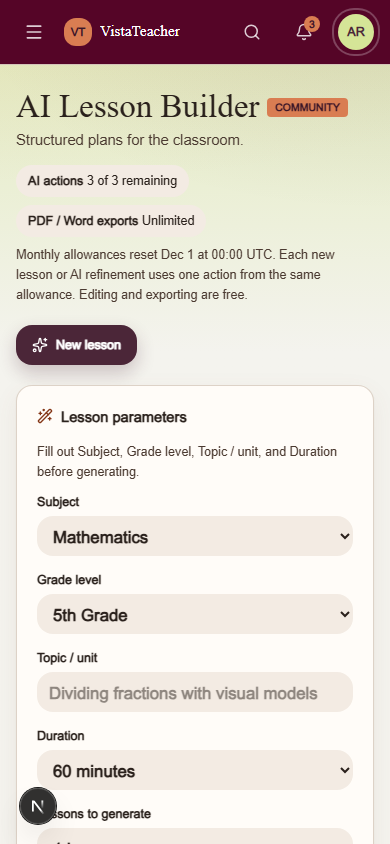 VT VistaTeacher 3 AR
AI Lesson Builder COMMUNITY
Structured plans for the classroom.
AI actions 3 of 3 remaining
PDF / Word exports Unlimited
Monthly allowances reset Dec 1 at 00:00 UTC. Each new
lesson or AI refinement uses one action from the same
allowance. Editing and exporting are free.
New lesson
Lesson parameters
Fill out Subject, Grade level, Topic / unit, and Duration
before generating.
Subject
Mathematics
Grade level
5th Grade
Topic / unit
Dividing fractions with visual models
Duration
60 minutes
N
to generate